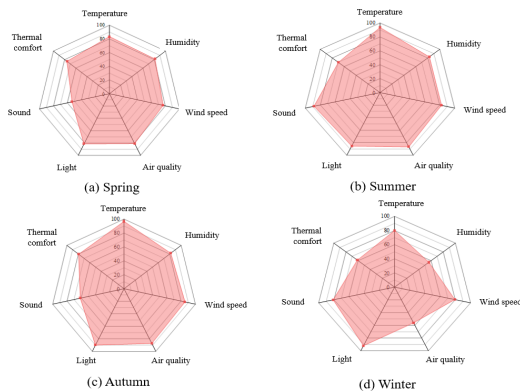 Temperature
100
80
60
40
20
0
Humidity
Wind speed
Air quality
Light
Sound
Thermal
comfort
(a) Spring
Temperature
100
80
60
40
20
0
Humidity
Wind speed
Air quality
Light
Sound
Thermal
comfort
(b) Summer
Temperature
100
80
60
40
20
0
Humidity
Wind speed
Air quality
Light
Sound
Thermal
comfort
(c) Autumn
Temperature
100
80
60
40
20
0
Humidity
Wind speed
Air quality
Light
Sound
Thermal
comfort
(d) Winter